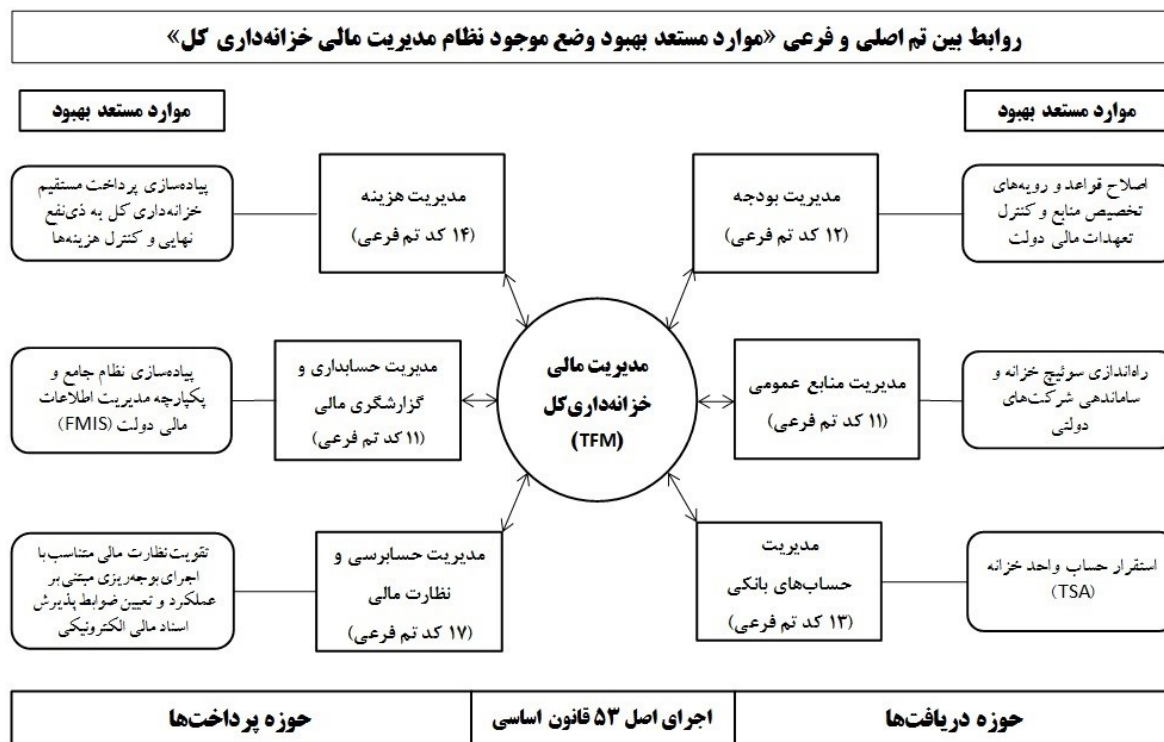 روابط بین تم اصلی و فرعی «موارد مستعد بهبود وضع موجود نظام مدیریت مالی خزانه‌داری کل»
موارد مستعد بهبود
موارد مستعد بهبود
اصلاح قواعد و رویه‌های
تخصیص منابع و کنترل
تعهدات مالی دولت
مدیریت بودجه
(۱۲ کد تم فرعی)
مدیریت هزینه
(۱۴ کد تم فرعی)
پیاده‌سازی پرداخت مستقیم
خزانه‌داری کل به ذی‌نفع
نهایی و کنترل هزینه‌ها
راه‌اندازی سوئیچ خزانه و
ساماندهی شرکت‌های
دولتی
مدیریت منابع عمومی
(۱۱ کد تم فرعی)
مدیریت مالی
خزانه‌داری‌کل
(TFM)
مدیریت حسابداری و
گزارشگری مالی
(۱۱ کد تم فرعی)
پیاده‌سازی نظام جامع و
یکپارچه مدیریت اطلاعات
مالی دولت (FMIS)
استقرار حساب واحد خزانه
(TSA)
مدیریت
حساب‌های بانکی
(۱۳ کد تم فرعی)
مدیریت حسابرسی و
نظارت مالی
(۱۷ کد تم فرعی)
تقویت نظارت مالی متناسب با
اجرای بوجه‌ریزی مبتنی بر
عملکرد و تعیین ضوابط پذیرش
اسناد مالی الکترونیکی
حوزه دریافت‌ها
اجرای اصل ۵۳ قانون اساسی
حوزه پرداخت‌ها